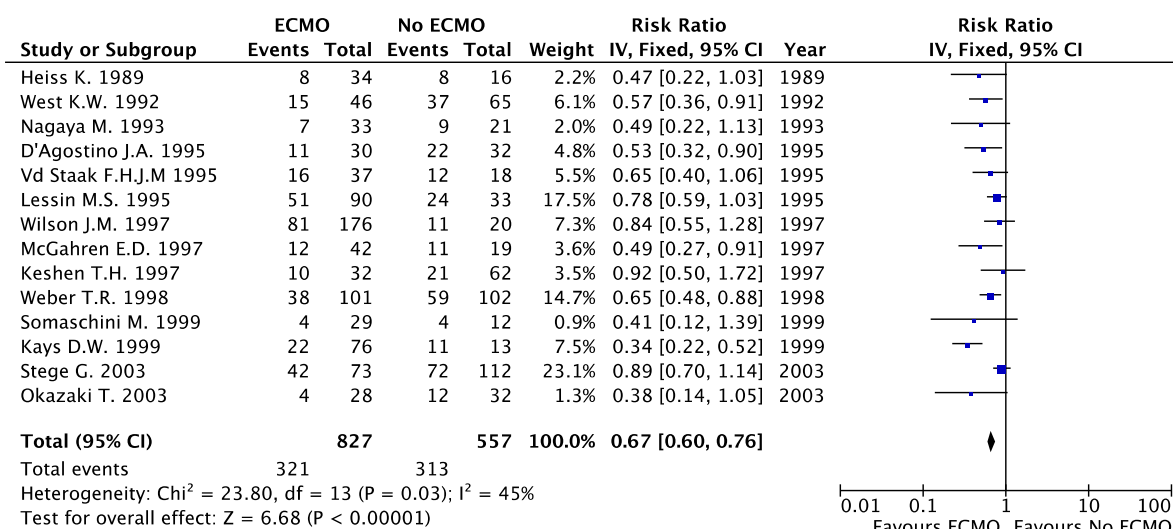 ECMO No ECMO Risk Ratio Risk Ratio
Study or Subgroup Events Total Events Total Weight IV, Fixed, 95% CI Year IV, Fixed, 95% CI
Heiss K. 1989 8 34 8 16 2.2% 0.47 [0.22, 1.03] 1989
West K.W. 1992 15 46 37 65 6.1% 0.57 [0.36, 0.91] 1992
Nagaya M. 1993 7 33 9 21 2.0% 0.49 [0.22, 1.13] 1993
D'Agostino J.A. 1995 11 30 22 32 4.8% 0.53 [0.32, 0.90] 1995
Vd Staak F.H.J.M 1995 16 37 12 18 5.5% 0.65 [0.40, 1.06] 1995
Lessin M.S. 1995 51 90 24 33 17.5% 0.78 [0.59, 1.03] 1995
Wilson J.M. 1997 81 176 11 20 7.3% 0.84 [0.55, 1.28] 1997
McGahren E.D. 1997 12 42 11 19 3.6% 0.49 [0.27, 0.91] 1997
Keshen T.H. 1997 10 32 21 62 3.5% 0.92 [0.50, 1.72] 1997
Weber T.R. 1998 38 101 59 102 14.7% 0.65 [0.48, 0.88] 1998
Somaschini M. 1999 4 29 4 12 0.9% 0.41 [0.12, 1.39] 1999
Kays D.W. 1999 22 76 11 13 7.5% 0.34 [0.22, 0.52] 1999
Stege G. 2003 42 73 72 112 23.1% 0.89 [0.70, 1.14] 2003
Okazaki T. 2003 4 28 12 32 1.3% 0.38 [0.14, 1.05] 2003
Total (95% CI) 827 557 100.0% 0.67 [0.60, 0.76]
Total events 321 313
Heterogeneity: Chi² = 23.80, df = 13 (P = 0.03); I² = 45%
Test for overall effect: Z = 6.68 (P < 0.00001)
0.01 0.1 1 10 100
Favours ECMO Favours No ECMO